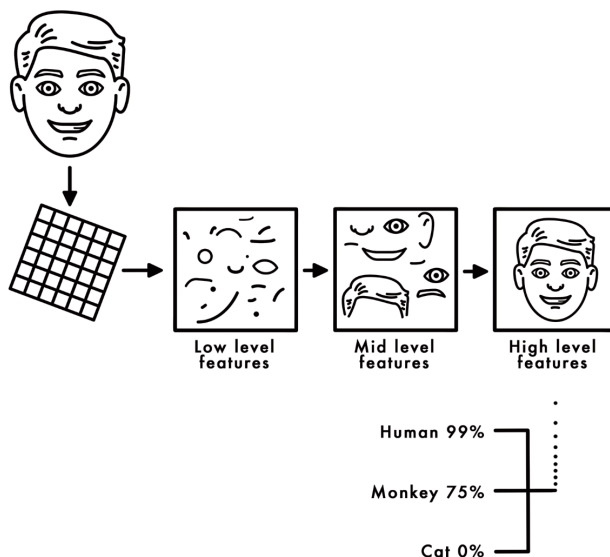 Low level
features
Mid level
features
High level
features
Human 99%
Monkey 75%
Cat 0%